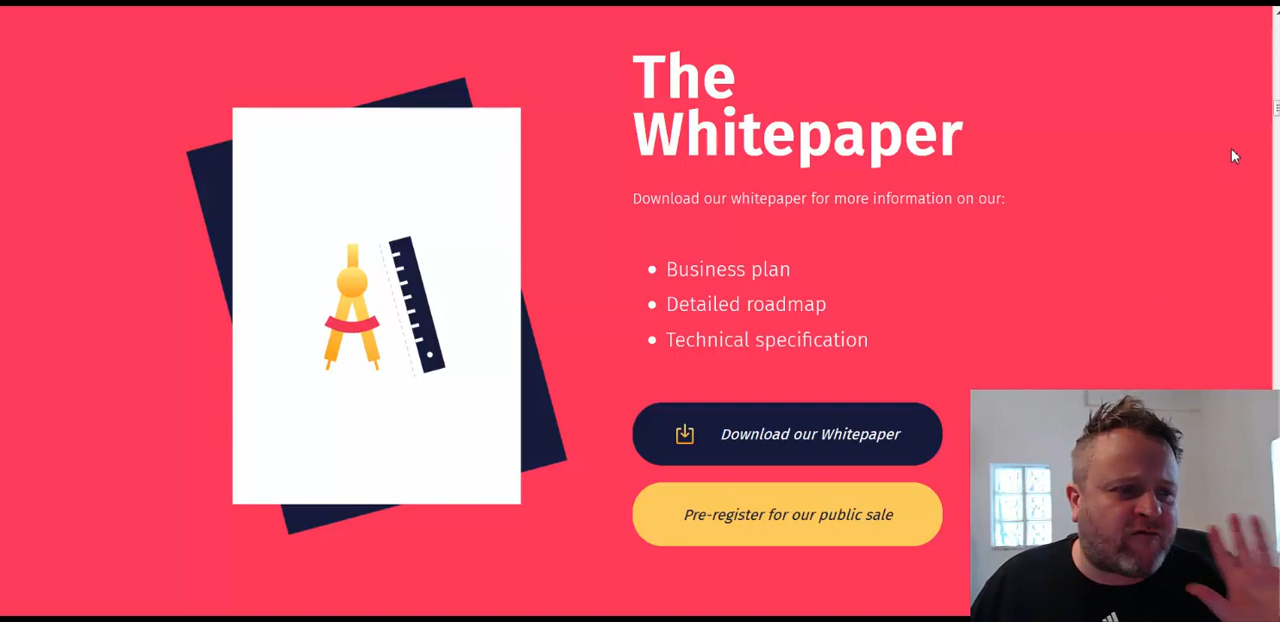 The
Whitepaper
Download our whitepaper for more information on our:
Business plan
Detailed roadmap
Technical specification
Download our Whitepaper
Pre-register for our public sale